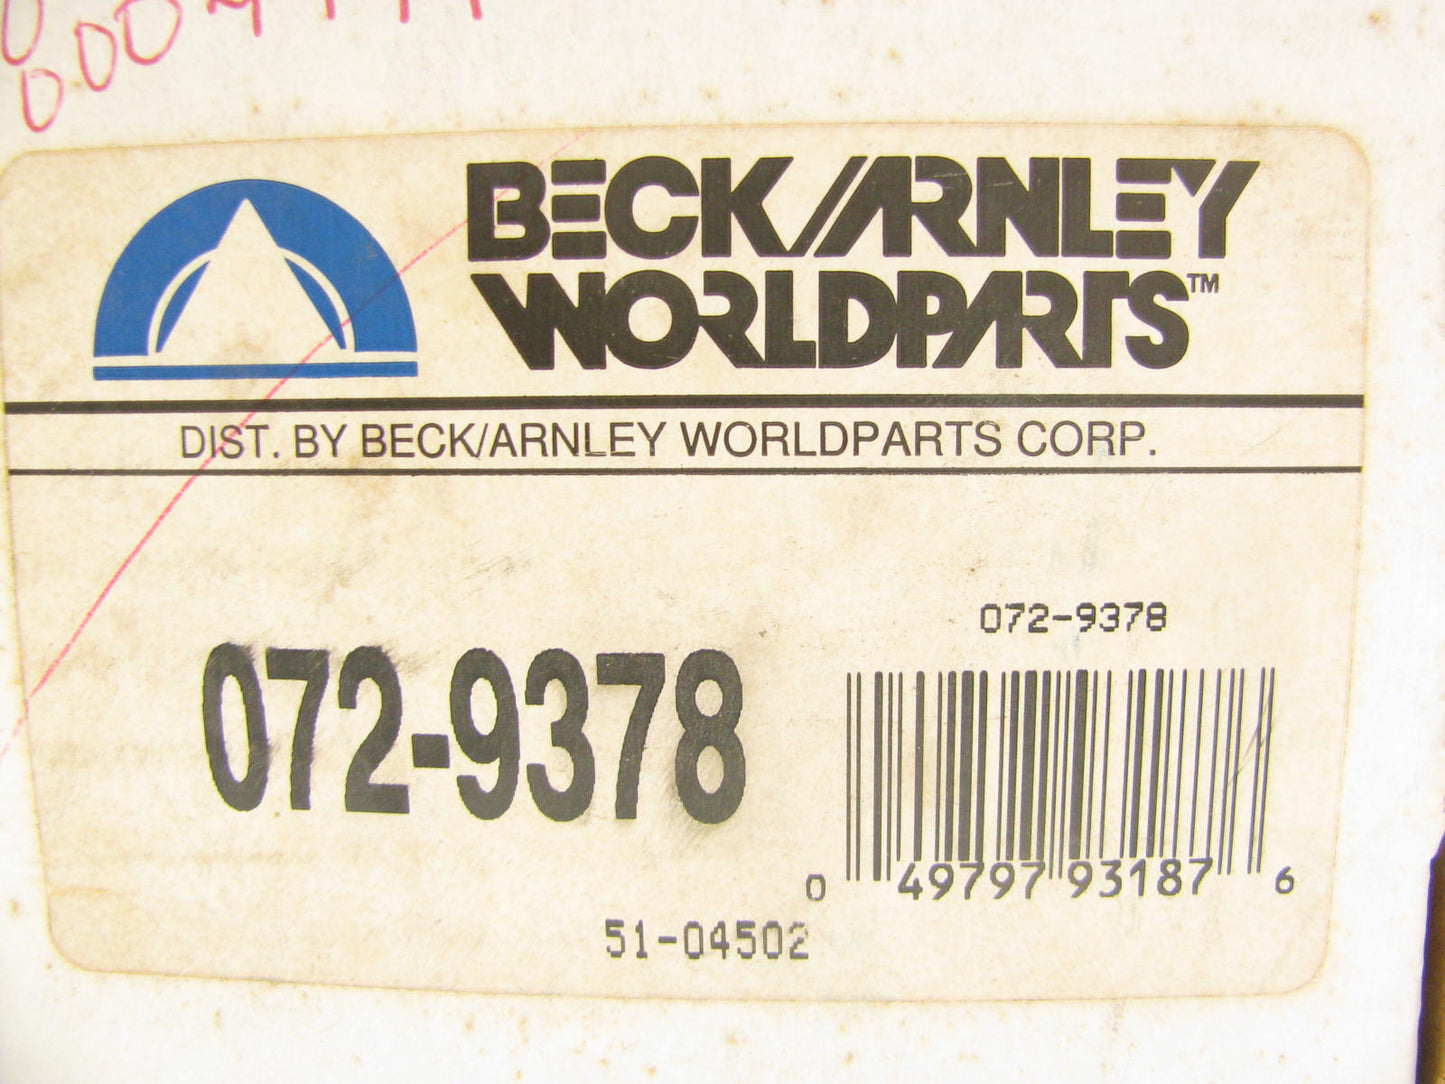 BECK/ARNLEY
WORLDPARTS™
DIST. BY BECK/ARNLEY WORLDPARTS CORP.
072-9378
072-9378
0 49797 93187 6
51-04502